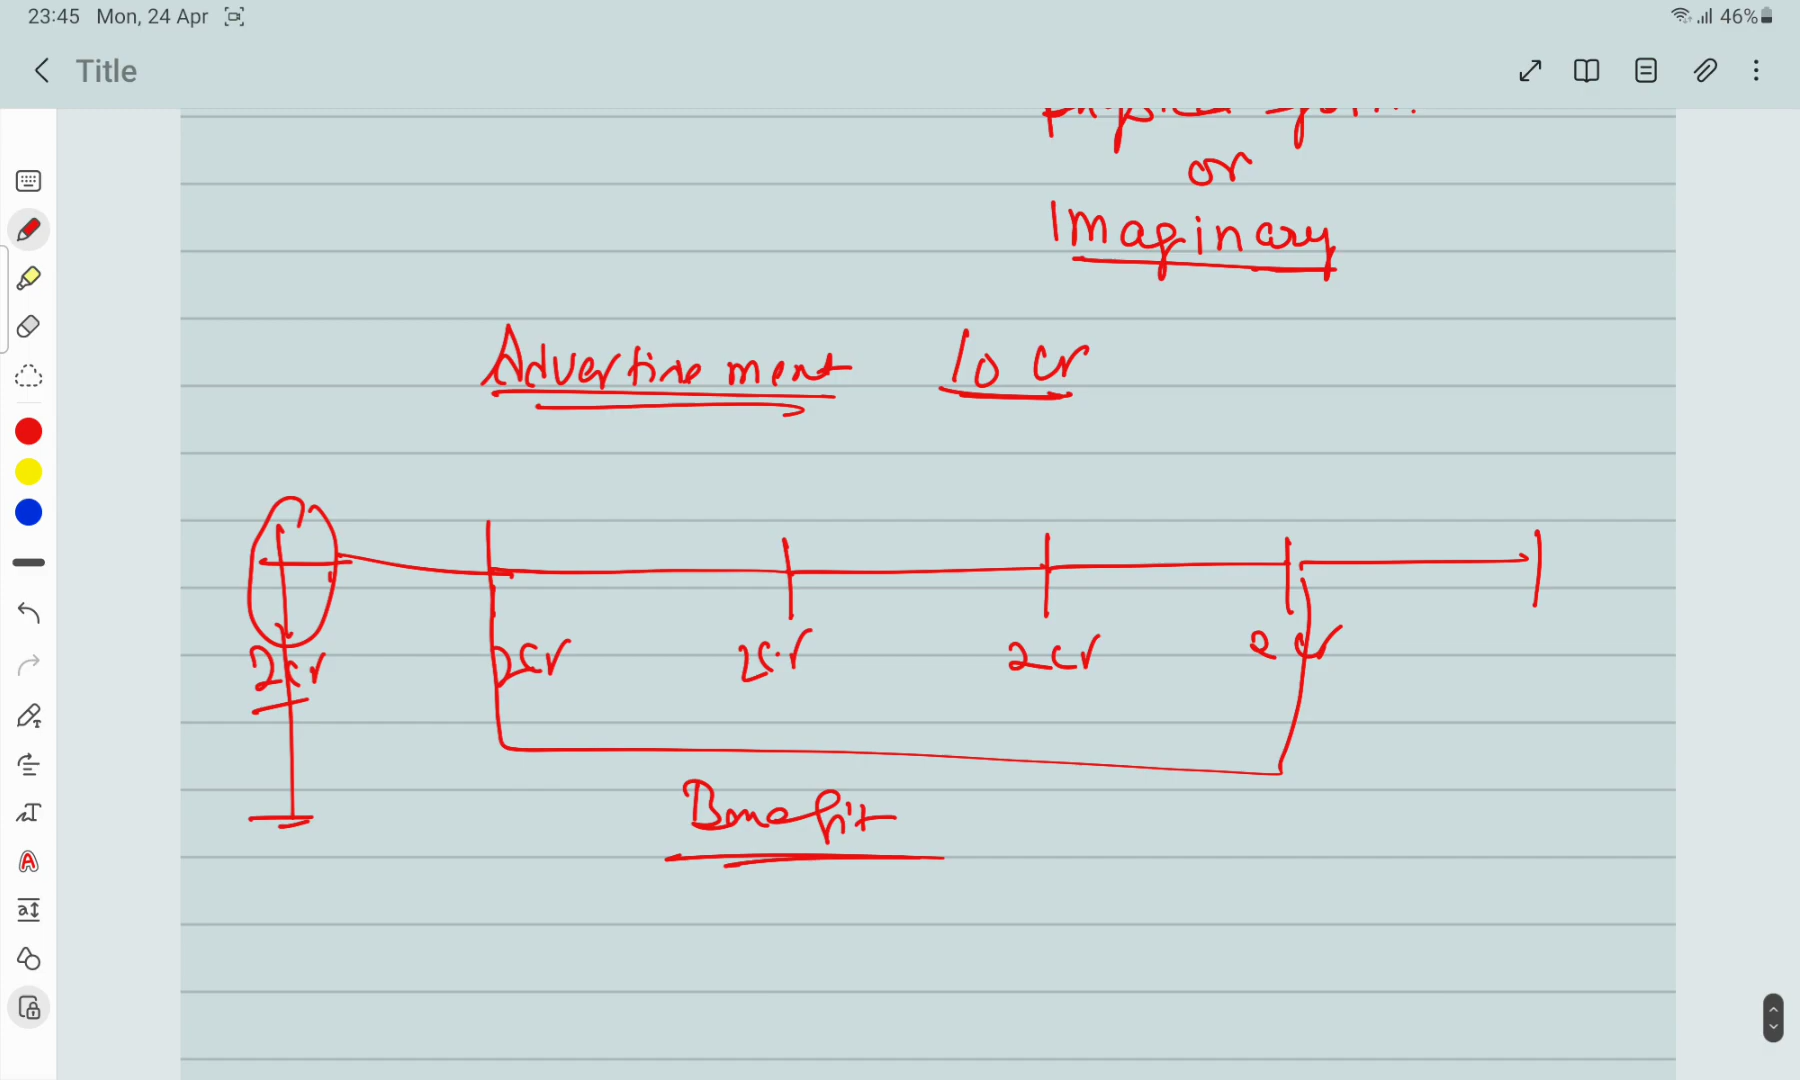 23:45 Mon, 24 Apr 46%
Title
or
Imaginary
Advertisement 10 Cr
2Cr 2Cr 2Cr 2Cr 2Cr
Benefit